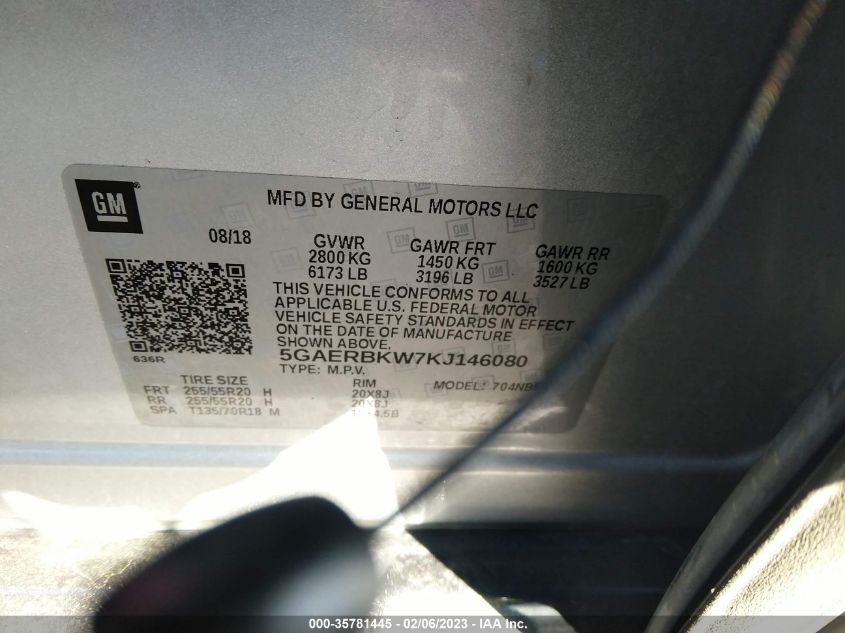 GM
MFD BY GENERAL MOTORS LLC
08/18
GVWR GAWR FRT GAWR RR
2800 KG 1450 KG 1600 KG
6173 LB 3196 LB 3527 LB
THIS VEHICLE CONFORMS TO ALL
APPLICABLE U.S. FEDERAL MOTOR
VEHICLE SAFETY STANDARDS IN EFFECT
ON THE DATE OF MANUFACTURE
SHOWN ABOVE.
636R
5GAERBKW7KJ146080
TYPE: M.P.V. MODEL:
TIRE SIZE RIM
FRT 255/55R20 H 20X8J
RR 255/55R20 H 20X8J
SPA T135/70R18 M
000-35781445 - 02/06/2023 - IAA Inc.